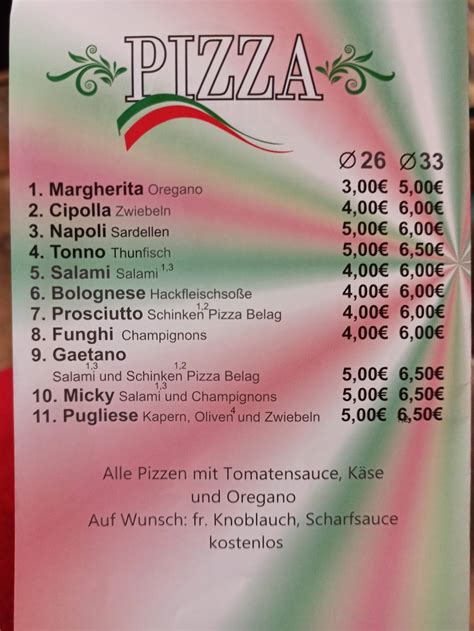 PIZZA
⌀ 26 ⌀ 33
1. Margherita Oregano 3,00€ 5,00€
2. Cipolla Zwiebeln 4,00€ 6,00€
3. Napoli Sardellen 5,00€ 6,00€
4. Tonno Thunfisch 5,00€ 6,50€
5. Salami Salami 1,3 4,00€ 6,00€
6. Bolognese Hackfleischsoße 4,00€ 6,00€
7. Prosciutto Schinken 1,2 Pizza Belag 4,00€ 6,00€
8. Funghi Champignons 4,00€ 6,00€
9. Gaetano
Salami 1,3 und Schinken 1,2 Pizza Belag 5,00€ 6,50€
10. Micky Salami 1,3 und Champignons 5,00€ 6,50€
11. Pugliese Kapern, Oliven 4 und Zwiebeln 5,00€ 6,50€
Alle Pizzen mit Tomatensauce, Käse
und Oregano
Auf Wunsch: fr. Knoblauch, Scharfsauce
kostenlos